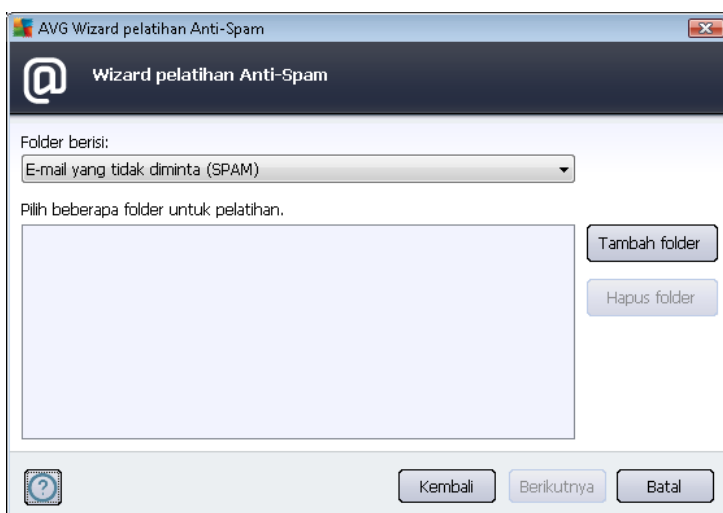 AVG Wizard pelatihan Anti-Spam
Wizard pelatihan Anti-Spam
Folder berisi:
E-mail yang tidak diminta (SPAM)
Pilih beberapa folder untuk pelatihan.
Tambah folder
Hapus folder
Kembali
Berikutnya
Batal